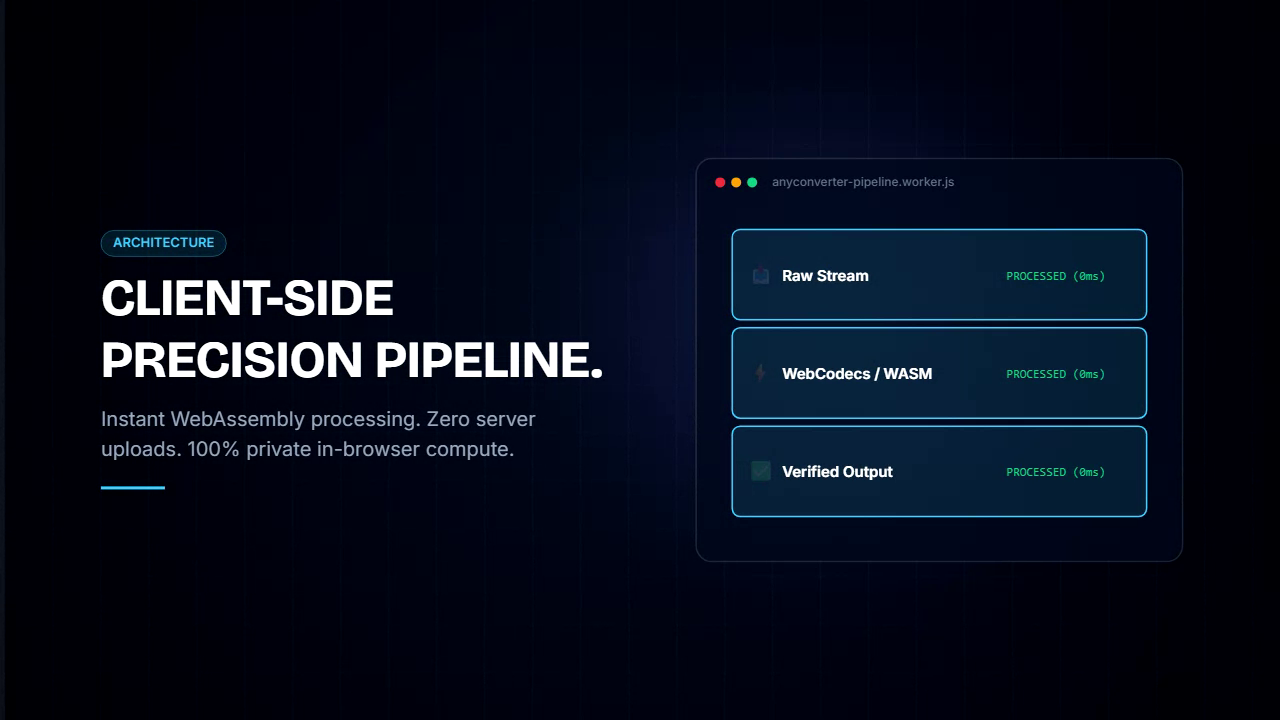 ARCHITECTURE
CLIENT-SIDE
PRECISION PIPELINE.
Instant WebAssembly processing. Zero server
uploads. 100% private in-browser compute.
anyconverter-pipeline.worker.js
Raw Stream PROCESSED (0ms)
WebCodecs / WASM PROCESSED (0ms)
Verified Output PROCESSED (0ms)